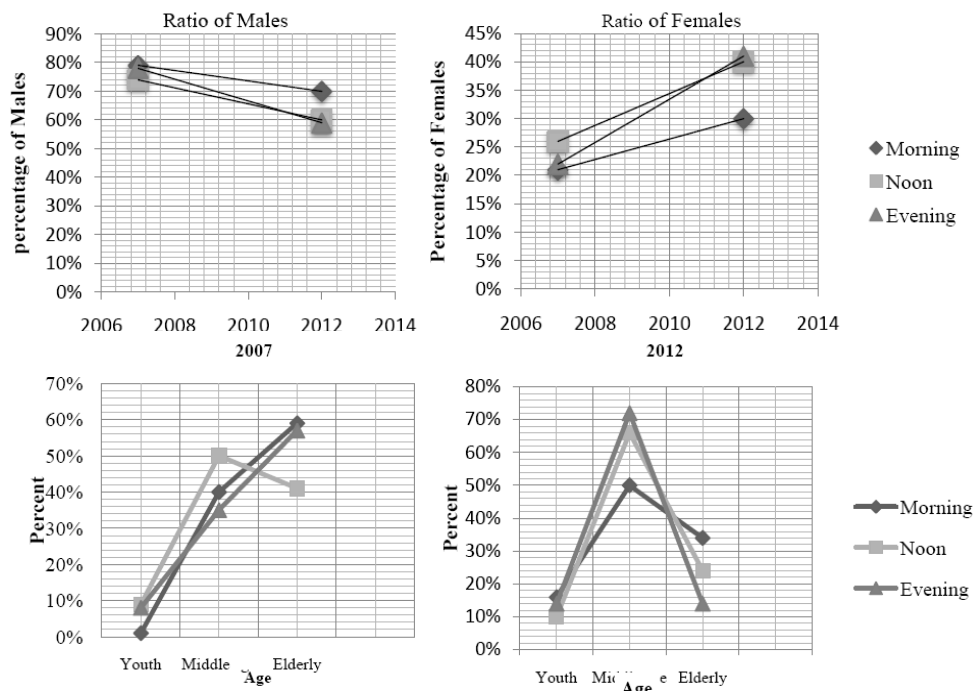 Ratio of Males
90%
80%
70%
60%
50%
40%
30%
20%
10%
0%
percentage of Males
2006 2008 2010 2012 2014
2007
Ratio of Females
45%
40%
35%
30%
25%
20%
15%
10%
5%
0%
Percentage of Females
2006 2008 2010 2012 2014
2012
Morning
Noon
Evening
70%
60%
50%
40%
30%
20%
10%
0%
Percent
Youth Middle Elderly
Age
80%
70%
60%
50%
40%
30%
20%
10%
0%
Percent
Youth Elderly
Age
Morning
Noon
Evening